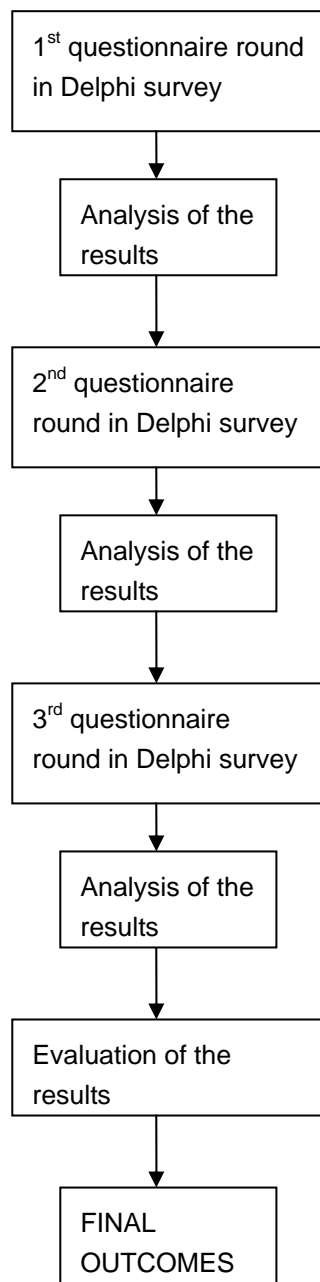 1st questionnaire round
in Delphi survey
Analysis of the
results
2nd questionnaire
round in Delphi survey
Analysis of the
results
3rd questionnaire
round in Delphi survey
Analysis of the
results
Evaluation of the
results
FINAL
OUTCOMES